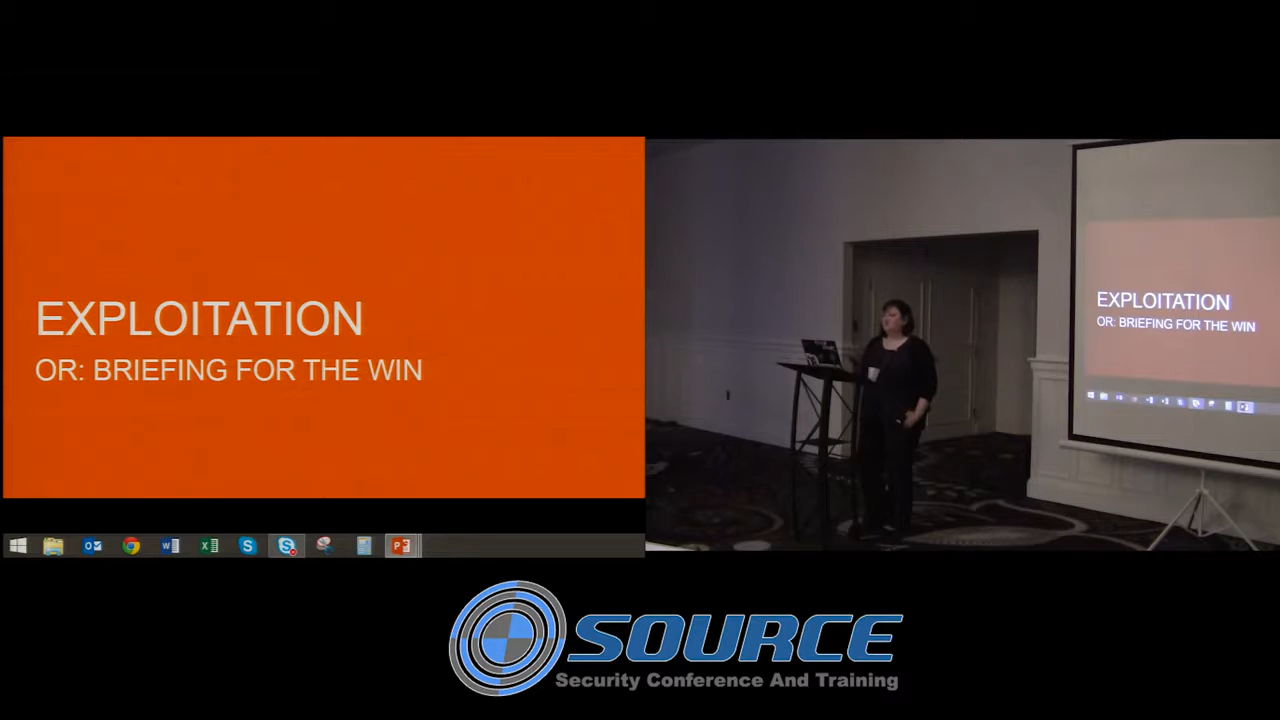 EXPLOITATION
OR: BRIEFING FOR THE WIN
EXPLOITATION
OR: BRIEFING FOR THE WIN
SOURCE
Security Conference And Training